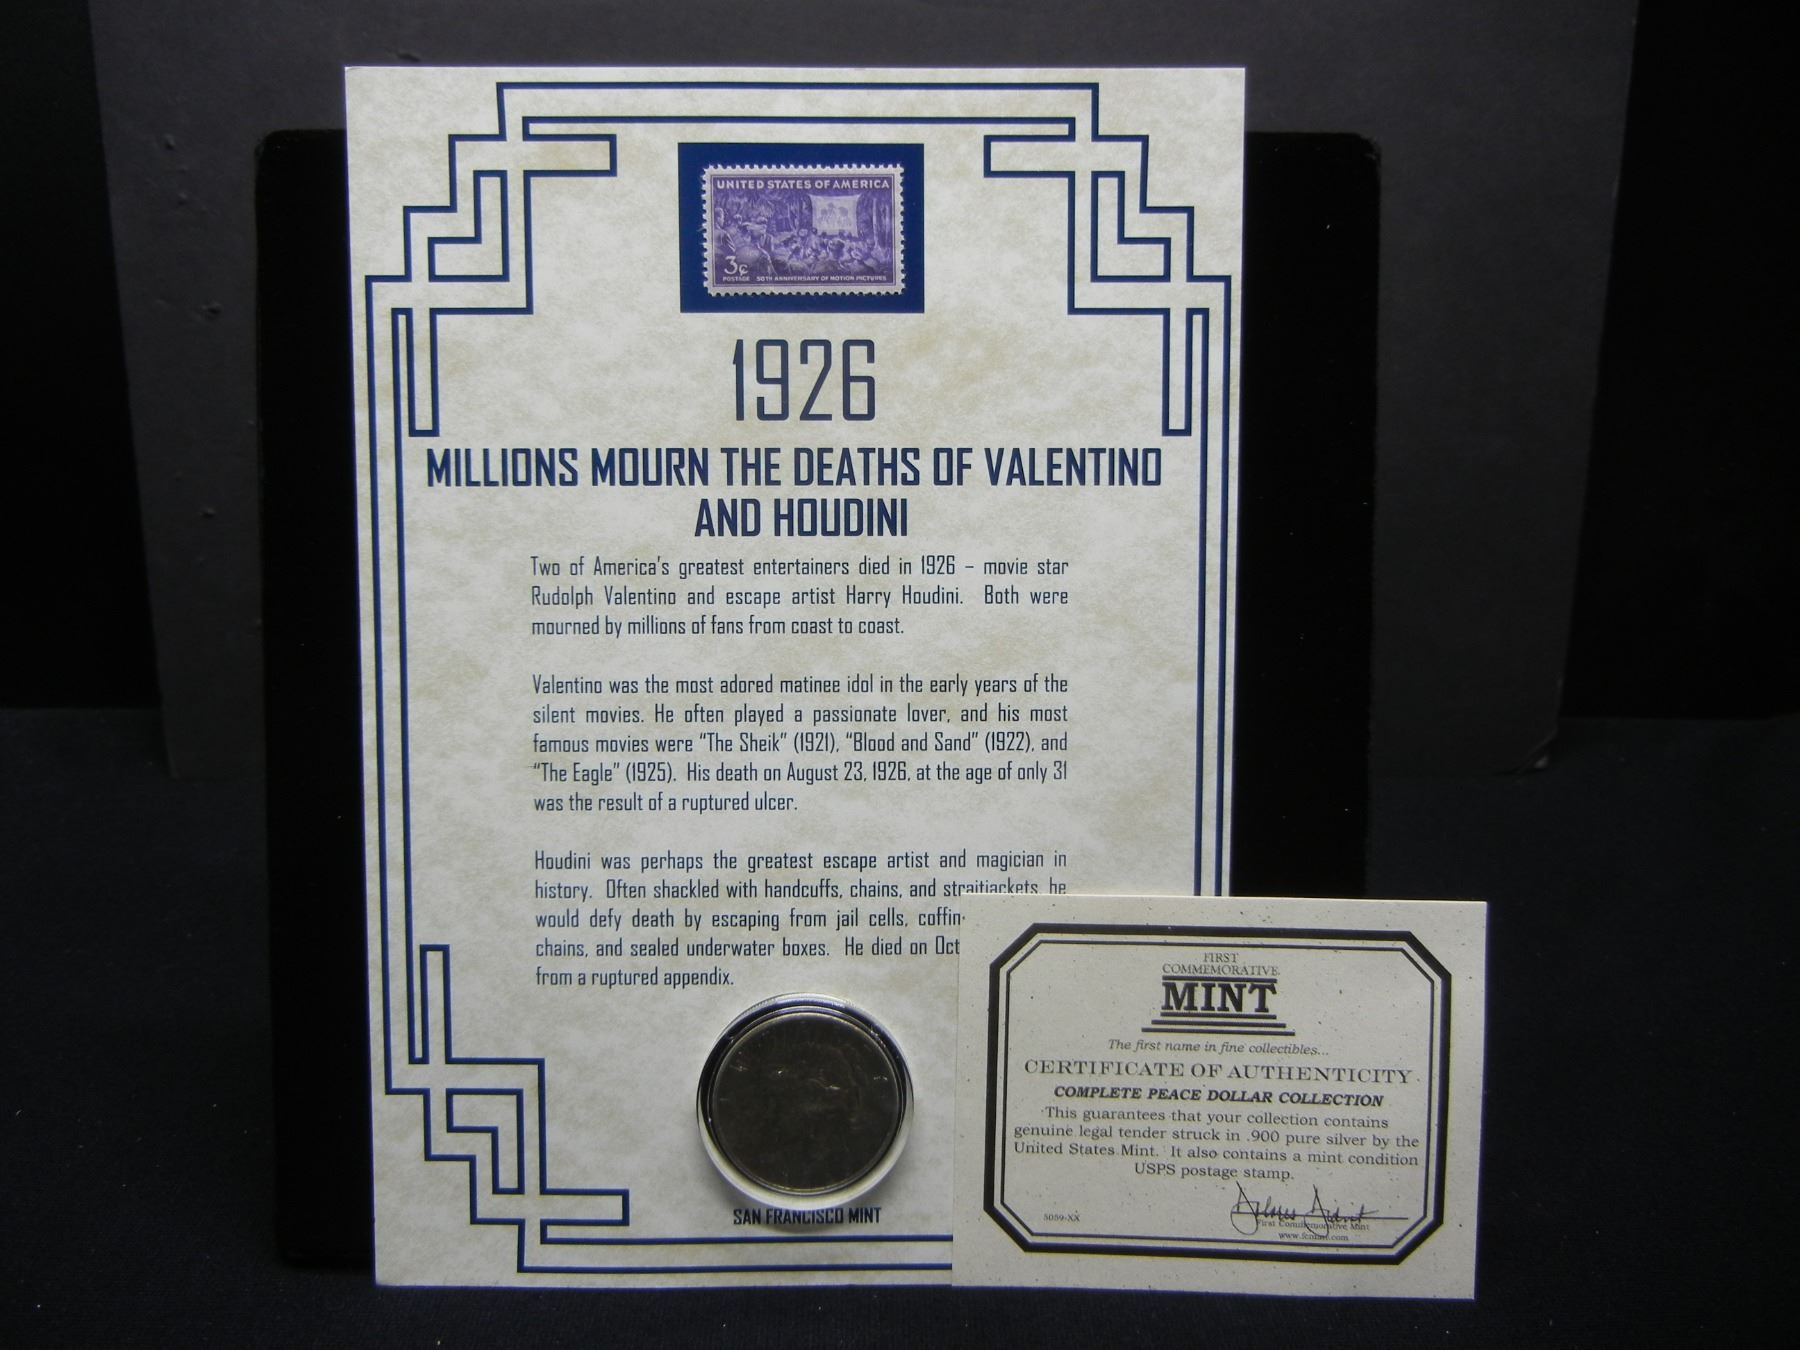 UNITED STATES OF AMERICA
3¢
POSTAGE 50TH ANNIVERSARY OF MOTION PICTURES
1926
MILLIONS MOURN THE DEATHS OF VALENTINO
AND HOUDINI
Two of America's greatest entertainers died in 1926 – movie star
Rudolph Valentino and escape artist Harry Houdini. Both were
mourned by millions of fans from coast to coast.
Valentino was the most adored matinee idol in the early years of the
silent movies. He often played a passionate lover, and his most
famous movies were “The Sheik” (1921), “Blood and Sand” (1922), and
“The Eagle” (1925). His death on August 23, 1926, at the age of only 31
was the result of a ruptured ulcer.
Houdini was perhaps the greatest escape artist and magician in
history. Often shackled with handcuffs, chains, and straitjackets, he
would defy death by escaping from jail cells, coffin
chains, and sealed underwater boxes. He died on Oct
from a ruptured appendix.
SAN FRANCISCO MINT
FIRST
COMMEMORATIVE
MINT
The first name in fine collectibles...
CERTIFICATE OF AUTHENTICITY
COMPLETE PEACE DOLLAR COLLECTION
This guarantees that your collection contains
genuine legal tender struck in .900 pure silver by the
United States Mint. It also contains a mint condition
USPS postage stamp.
5059-XX
First Commemorative Mint
www.fcmint.com